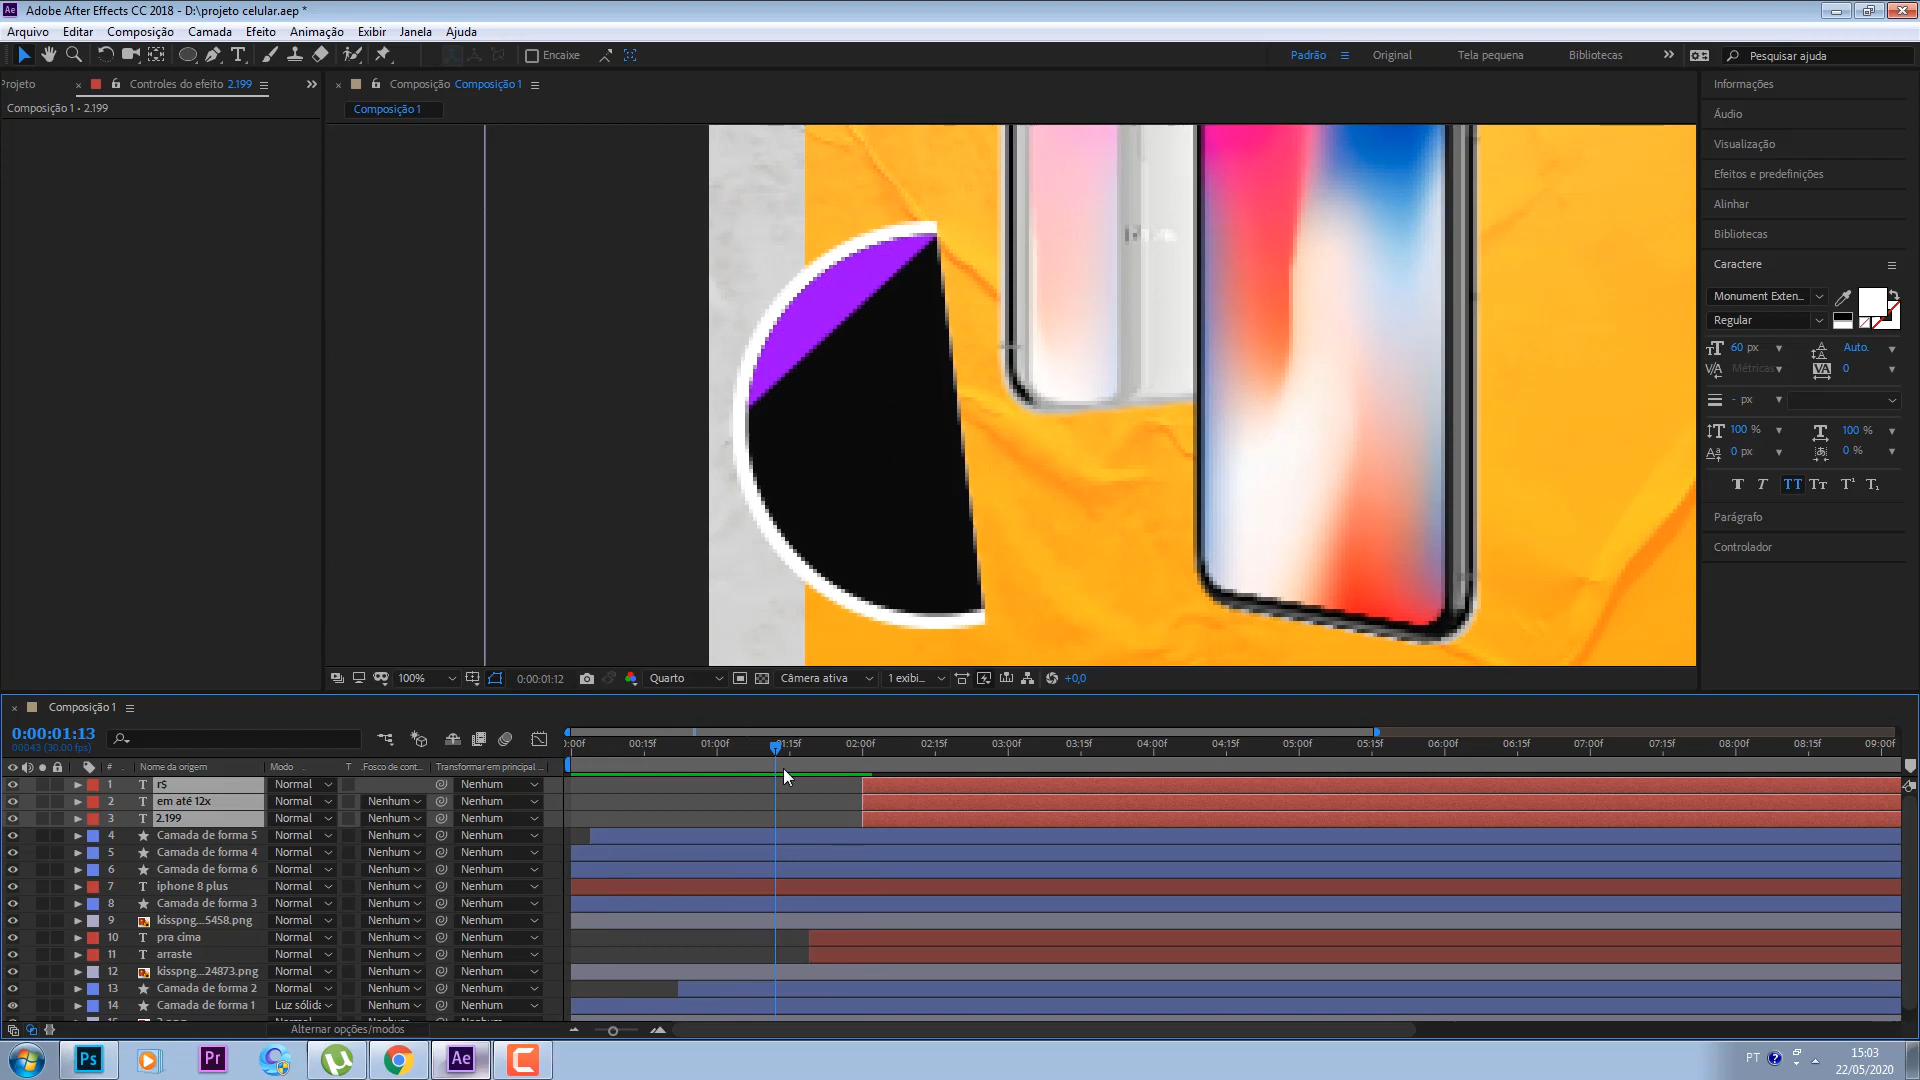 Adobe After Effects CC 2018 - D:\projeto celular.aep *
Arquivo Editar Composição Camada Efeito Animação Exibir Janela Ajuda
Encaixe Padrão Original Tela pequena Bibliotecas Pesquisar ajuda
Projeto Controles do efeito 2.199
Composição Composição 1
Composição 1 • 2.199
Composição 1
Informações
Áudio
Visualização
Efeitos e predefinições
Alinhar
Bibliotecas
Caractere
Monument Exten...
Regular
60 px Auto.
Métricas 0
- px
100 % 100 %
0 px 0 %
Parágrafo
Controlador
100% 0:00:01:12 Quarto Câmera ativa 1 exibi... +0,0
Composição 1
0:00:01:13
00043 (30.00 fps)
:00f 00:15f 01:00f 01:15f 02:00f 02:15f 03:00f 03:15f 04:00f 04:15f 05:00f 05:15f 06:00f 06:15f 07:00f 07:15f 08:00f 08:15f 09:00f
# Nome da origem Modo T .Fosco de cont... Transformar em principal ...
1 T r$ Normal Nenhum
2 T em até 12x Normal Nenhum Nenhum
3 T 2.199 Normal Nenhum Nenhum
4 Camada de forma 5 Normal Nenhum Nenhum
5 Camada de forma 4 Normal Nenhum Nenhum
6 Camada de forma 6 Normal Nenhum Nenhum
7 T iphone 8 plus Normal Nenhum Nenhum
8 Camada de forma 3 Normal Nenhum Nenhum
9 kisspng...5458.png Normal Nenhum Nenhum
10 T pra cima Normal Nenhum Nenhum
11 T arraste Normal Nenhum Nenhum
12 kisspng...24873.png Normal Nenhum Nenhum
13 Camada de forma 2 Normal Nenhum Nenhum
14 Camada de forma 1 Luz sólida Nenhum Nenhum
Alternar opções/modos
Ps Pr Ae
PT 15:03
22/05/2020